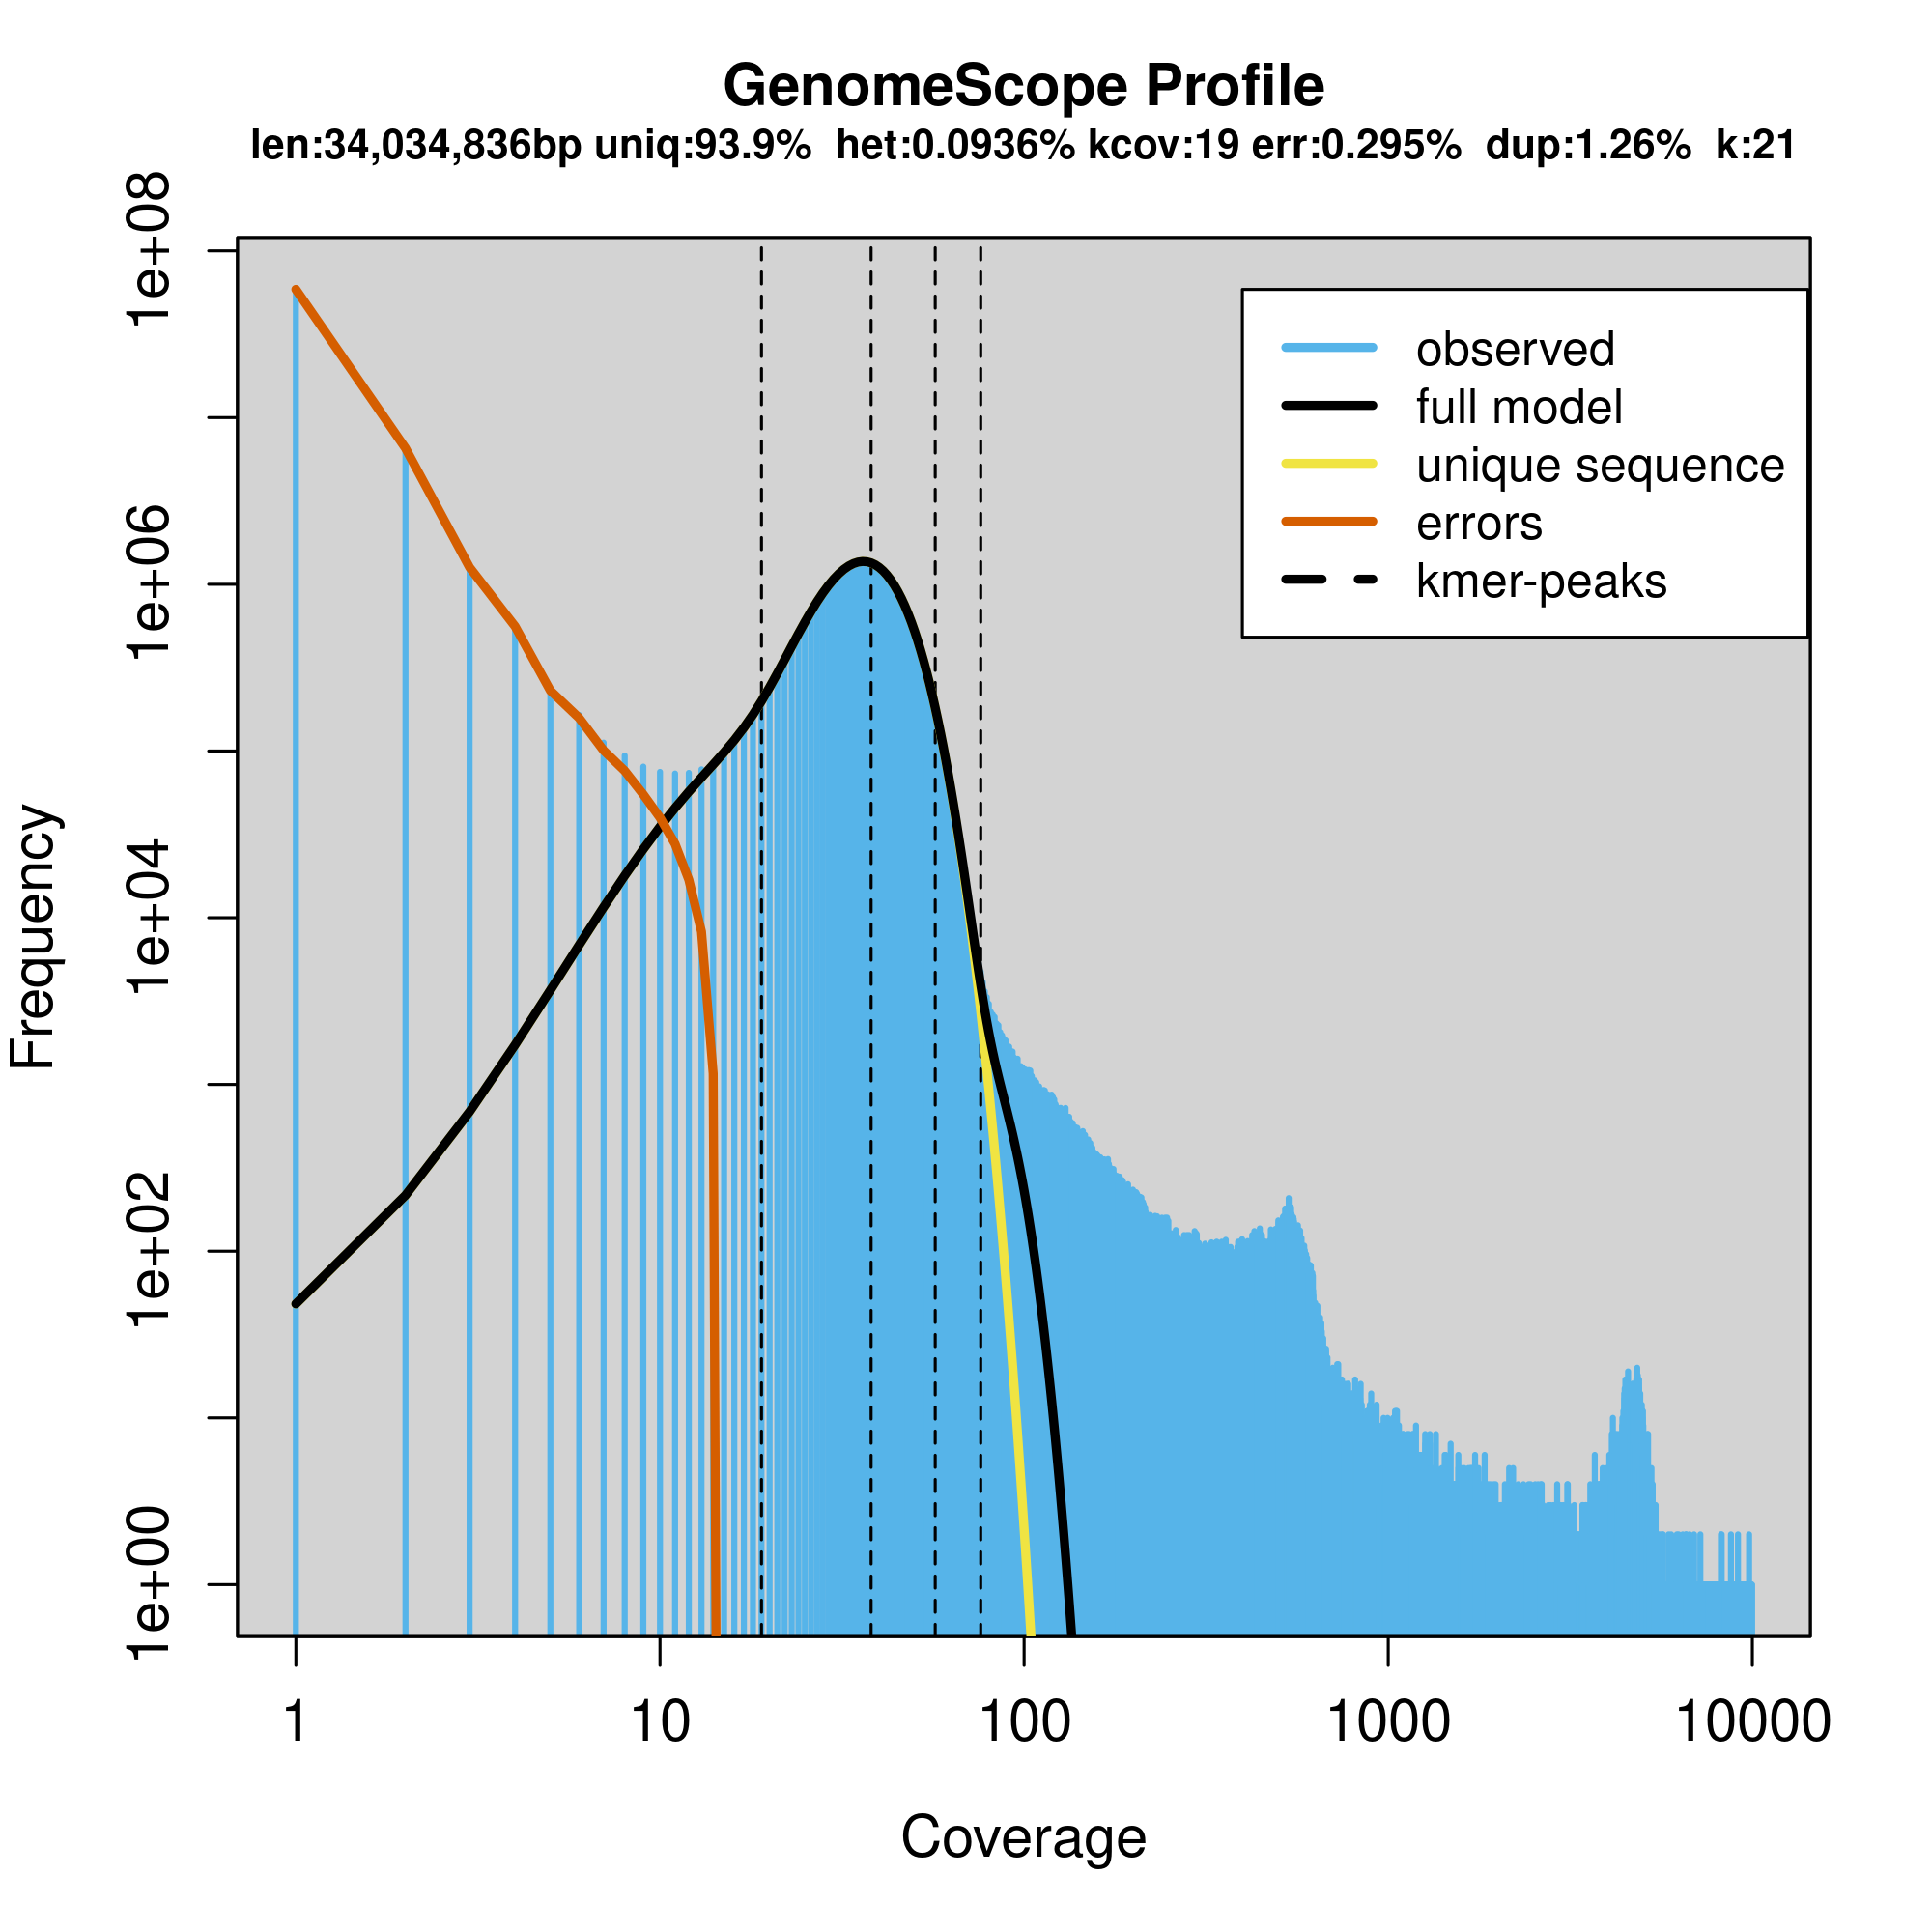 GenomeScope Profile
len:34,034,836bp uniq:93.9% het:0.0936% kcov:19 err:0.295% dup:1.26% k:21
1e+08
1e+06
1e+04
1e+02
1e+00
Frequency
observed
full model
unique sequence
errors
kmer-peaks
1 10 100 1000 10000
Coverage